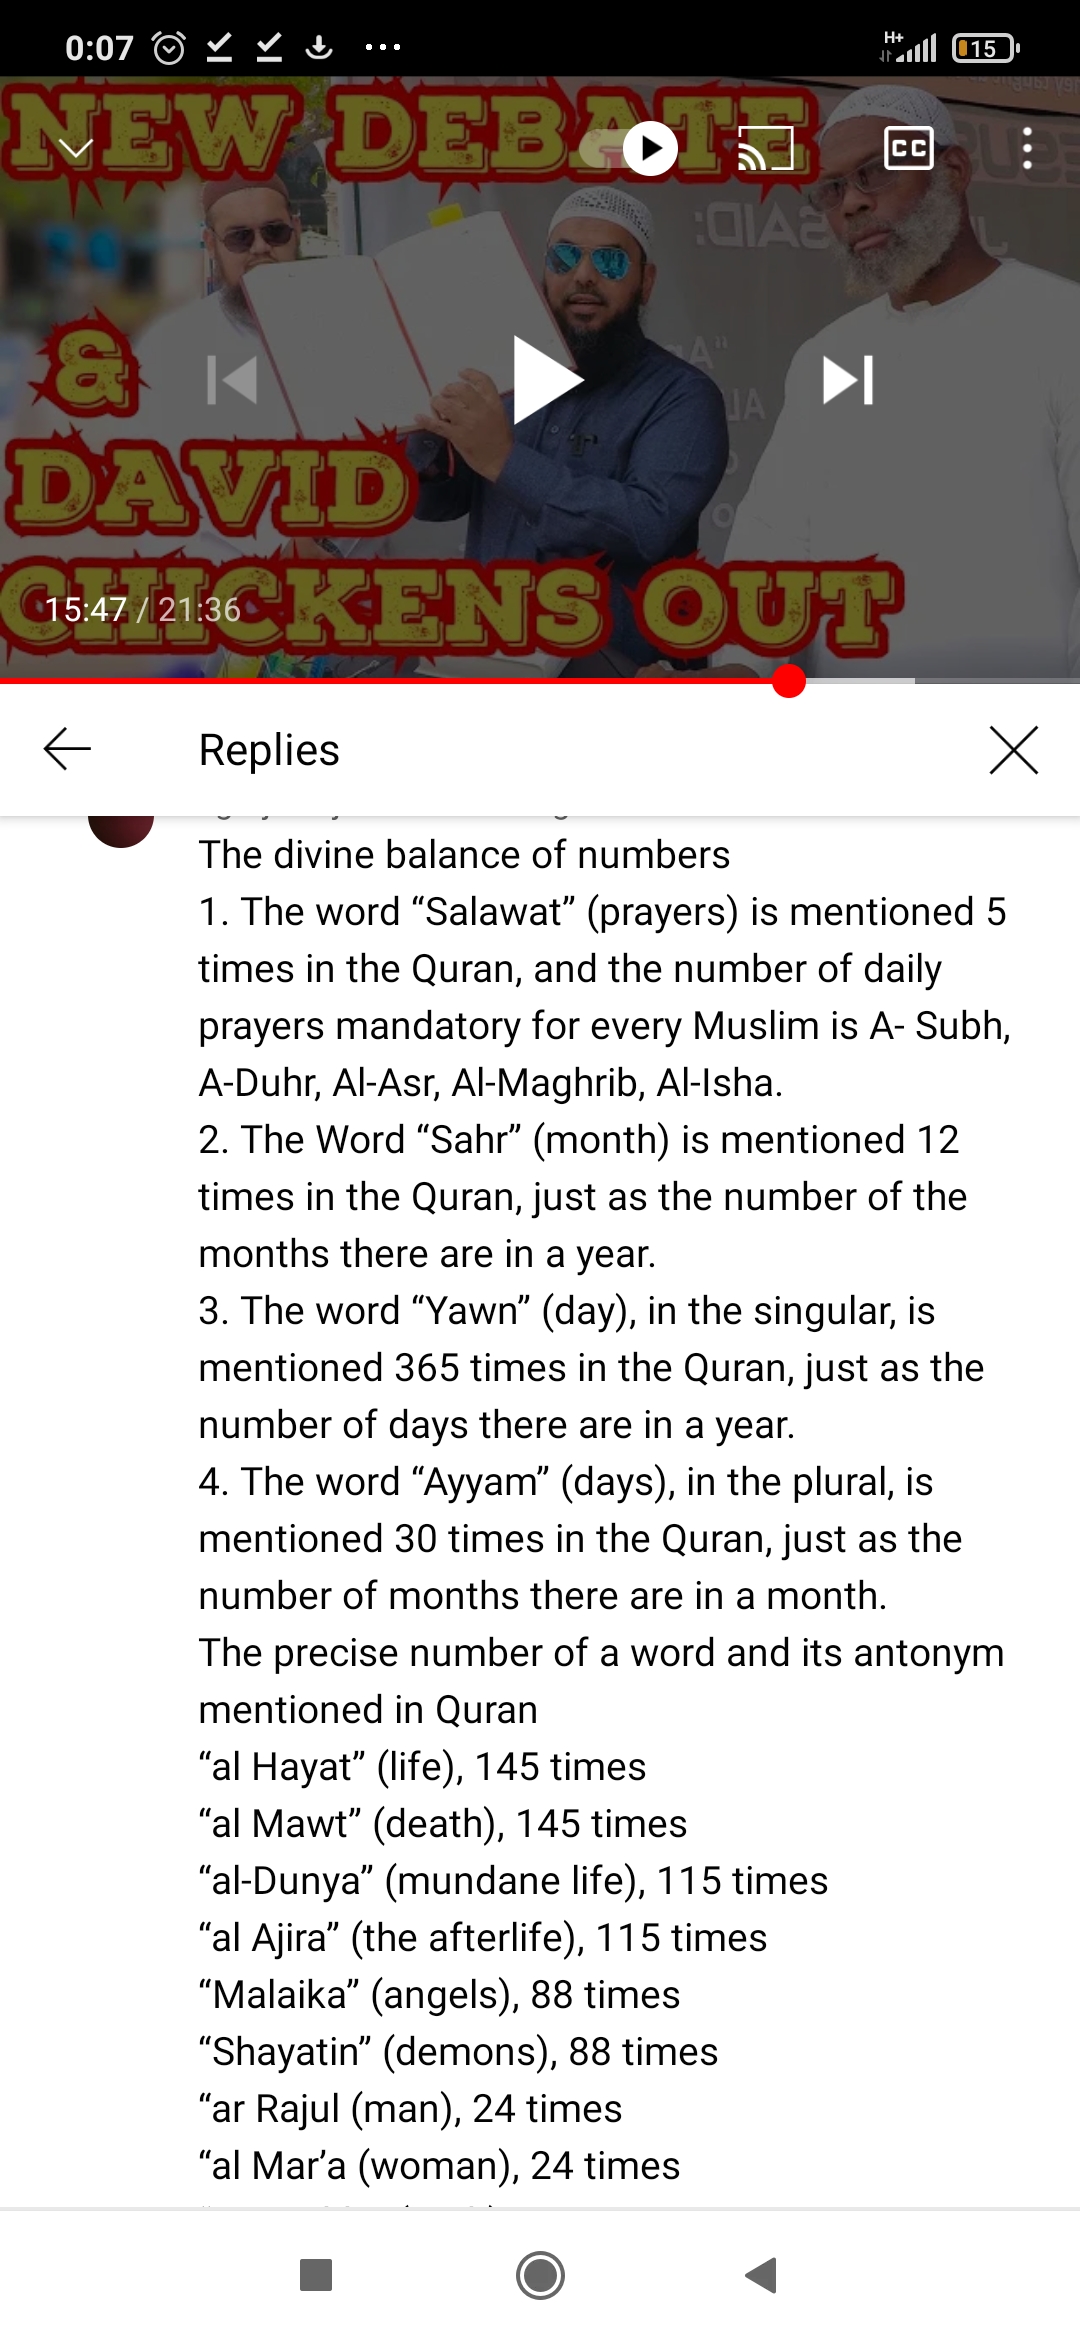 0:07
H+
15
NEW DEBATE
CC
SAID:
&
DAVID
CHICKENS OUT
15:47 / 21:36
Replies
The divine balance of numbers
1. The word “Salawat” (prayers) is mentioned 5
times in the Quran, and the number of daily
prayers mandatory for every Muslim is A- Subh,
A-Duhr, Al-Asr, Al-Maghrib, Al-Isha.
2. The Word “Sahr” (month) is mentioned 12
times in the Quran, just as the number of the
months there are in a year.
3. The word “Yawn” (day), in the singular, is
mentioned 365 times in the Quran, just as the
number of days there are in a year.
4. The word “Ayyam” (days), in the plural, is
mentioned 30 times in the Quran, just as the
number of months there are in a month.
The precise number of a word and its antonym
mentioned in Quran
“al Hayat” (life), 145 times
“al Mawt” (death), 145 times
“al-Dunya” (mundane life), 115 times
“al Ajira” (the afterlife), 115 times
“Malaika” (angels), 88 times
“Shayatin” (demons), 88 times
“ar Rajul (man), 24 times
“al Mar’a (woman), 24 times